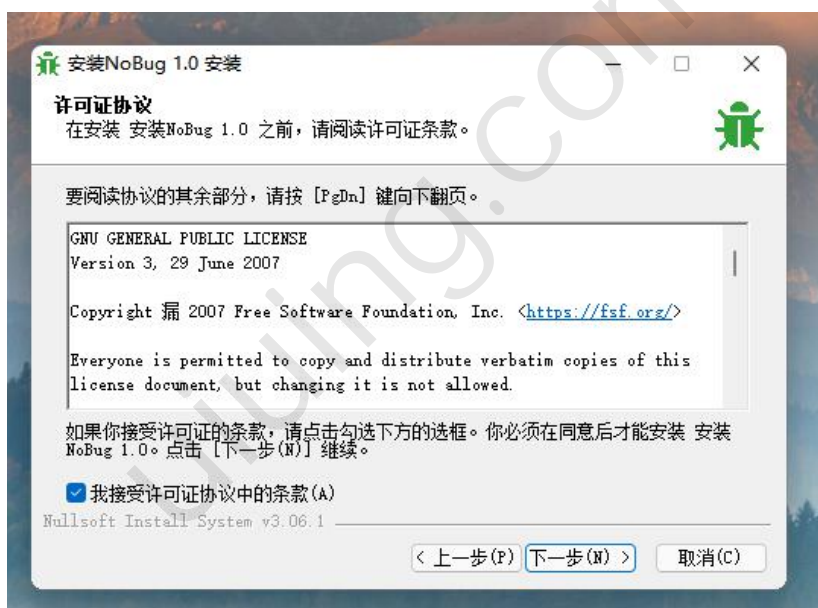 安装NoBug 1.0 安装
许可证协议
在安装 安装NoBug 1.0 之前，请阅读许可证条款。
要阅读协议的其余部分，请按 [PgDn] 键向下翻页。
GNU GENERAL PUBLIC LICENSE
Version 3, 29 June 2007
Copyright 漏 2007 Free Software Foundation, Inc. <https://fsf.org/>
Everyone is permitted to copy and distribute verbatim copies of this
license document, but changing it is not allowed.
如果你接受许可证的条款，请点击勾选下方的选框。你必须在同意后才能安装 安装
NoBug 1.0。点击 [下一步(N)] 继续。
我接受许可证协议中的条款(A)
Nullsoft Install System v3.06.1
< 上一步(P) 下一步(N) > 取消(C)
uiuing.com